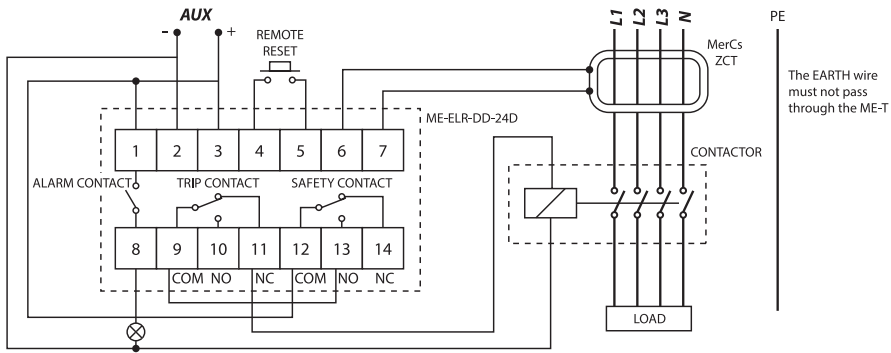 AUX
- +
REMOTE
RESET
L1 L2 L3 N PE
MerCs
ZCT
The EARTH wire
must not pass
through the ME-T
ME-ELR-DD-24D
1 2 3 4 5 6 7
CONTACTOR
ALARM CONTACT TRIP CONTACT SAFETY CONTACT
8 9 10 11 12 13 14
COM NO NC COM NO NC
LOAD